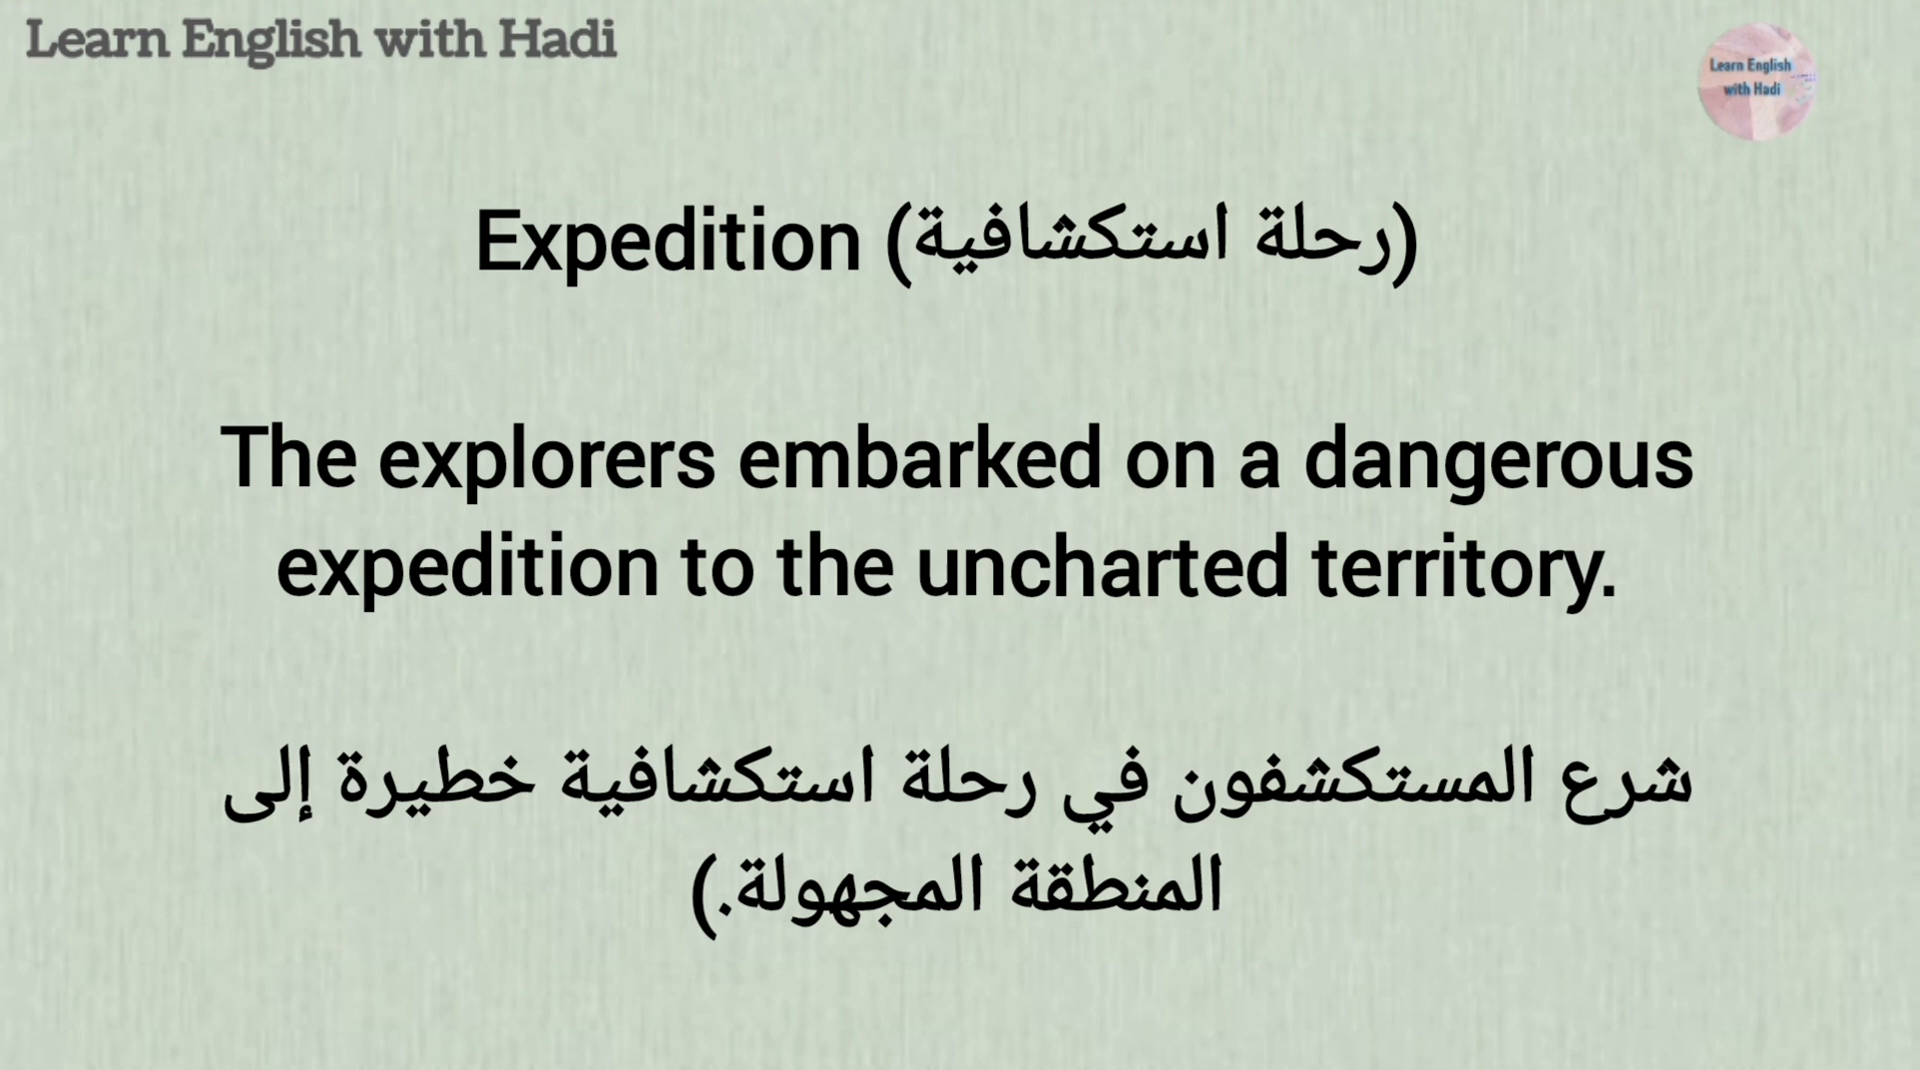 Learn English with Hadi
Learn English
with Hadi
Expedition (رحلة استكشافية)
The explorers embarked on a dangerous
expedition to the uncharted territory.
شرع المستكشفون في رحلة استكشافية خطيرة إلى
المنطقة المجهولة.)